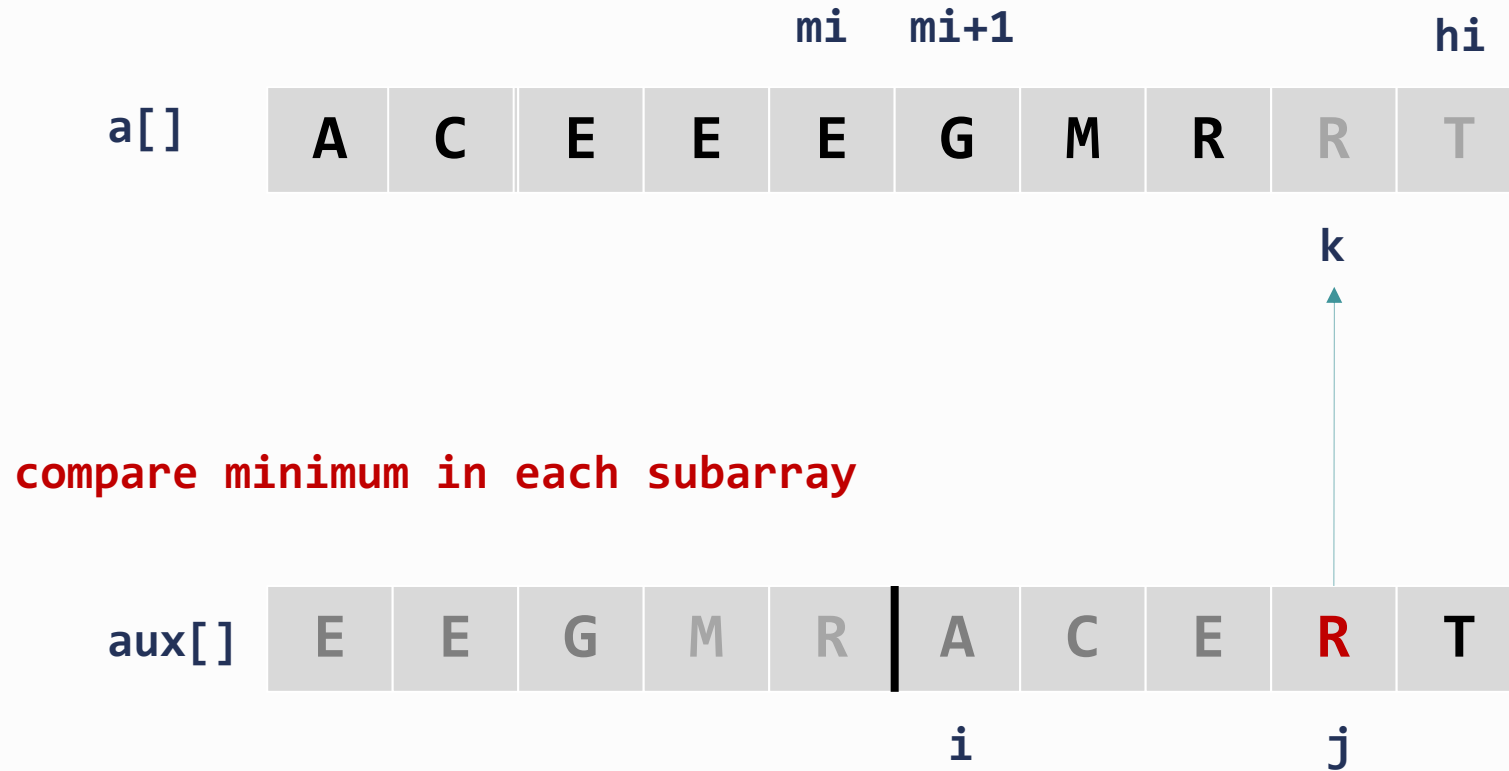 mi mi+1 hi
a[] A C E E E G M R R T
k
compare minimum in each subarray
aux[] E E G M R A C E R T
i j